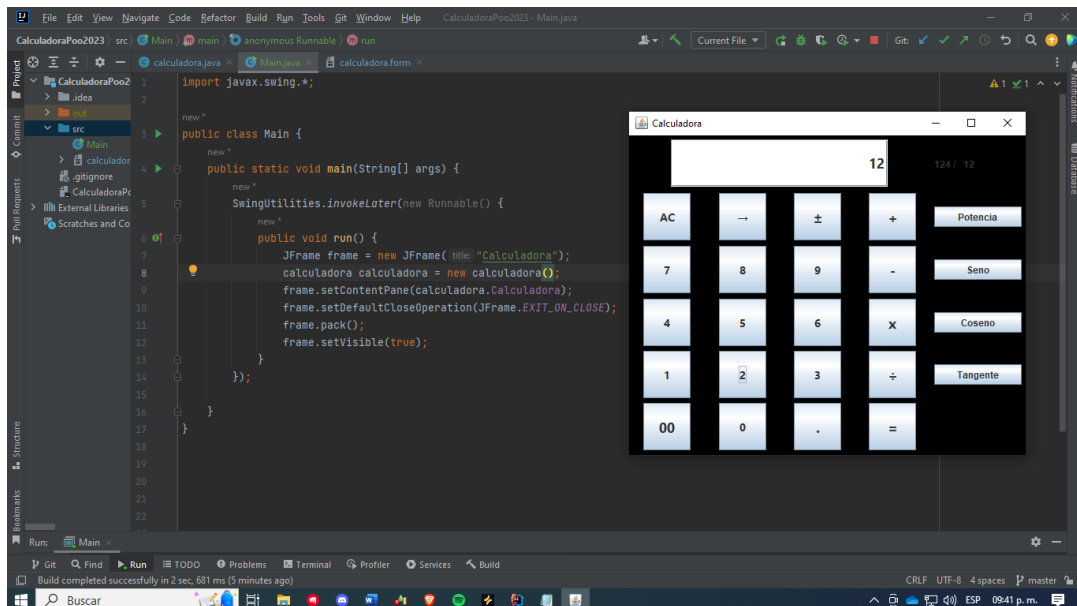 File Edit View Navigate Code Refactor Build Run Tools Git Window Help CalculadoraPoo2023 - Main.java
CalculadoraPoo2023 src Main main anonymous Runnable run Current File Git:
Project
Commit
Pull Requests
Structure
Bookmarks
Notifications
Database
calculadora.java Main.java calculadora.form
CalculadoraPoo2
.idea
out
src
Main
calculador
.gitignore
CalculadoraPo
External Libraries
Scratches and Co
1 1
1 import javax.swing.*;
2
new *
3 public class Main {
new *
4 public static void main(String[] args) {
new *
5 SwingUtilities.invokeLater(new Runnable() {
new *
6 public void run() {
7 JFrame frame = new JFrame( title: "Calculadora");
8 calculadora calculadora = new calculadora();
9 frame.setContentPane(calculadora.Calculadora);
10 frame.setDefaultCloseOperation(JFrame.EXIT_ON_CLOSE);
11 frame.pack();
12 frame.setVisible(true);
13 }
14 });
15
16 }
17 }
18
19
20
21
22
Calculadora
12 124 / 12
AC → ± + Potencia
7 8 9 - Seno
4 5 6 x Coseno
1 2 3 ÷ Tangente
00 0 . =
Run: Main
Git Find Run TODO Problems Terminal Profiler Services Build
Build completed successfully in 2 sec, 681 ms (5 minutes ago) CRLF UTF-8 4 spaces master
Buscar ESP 09:41 p. m.